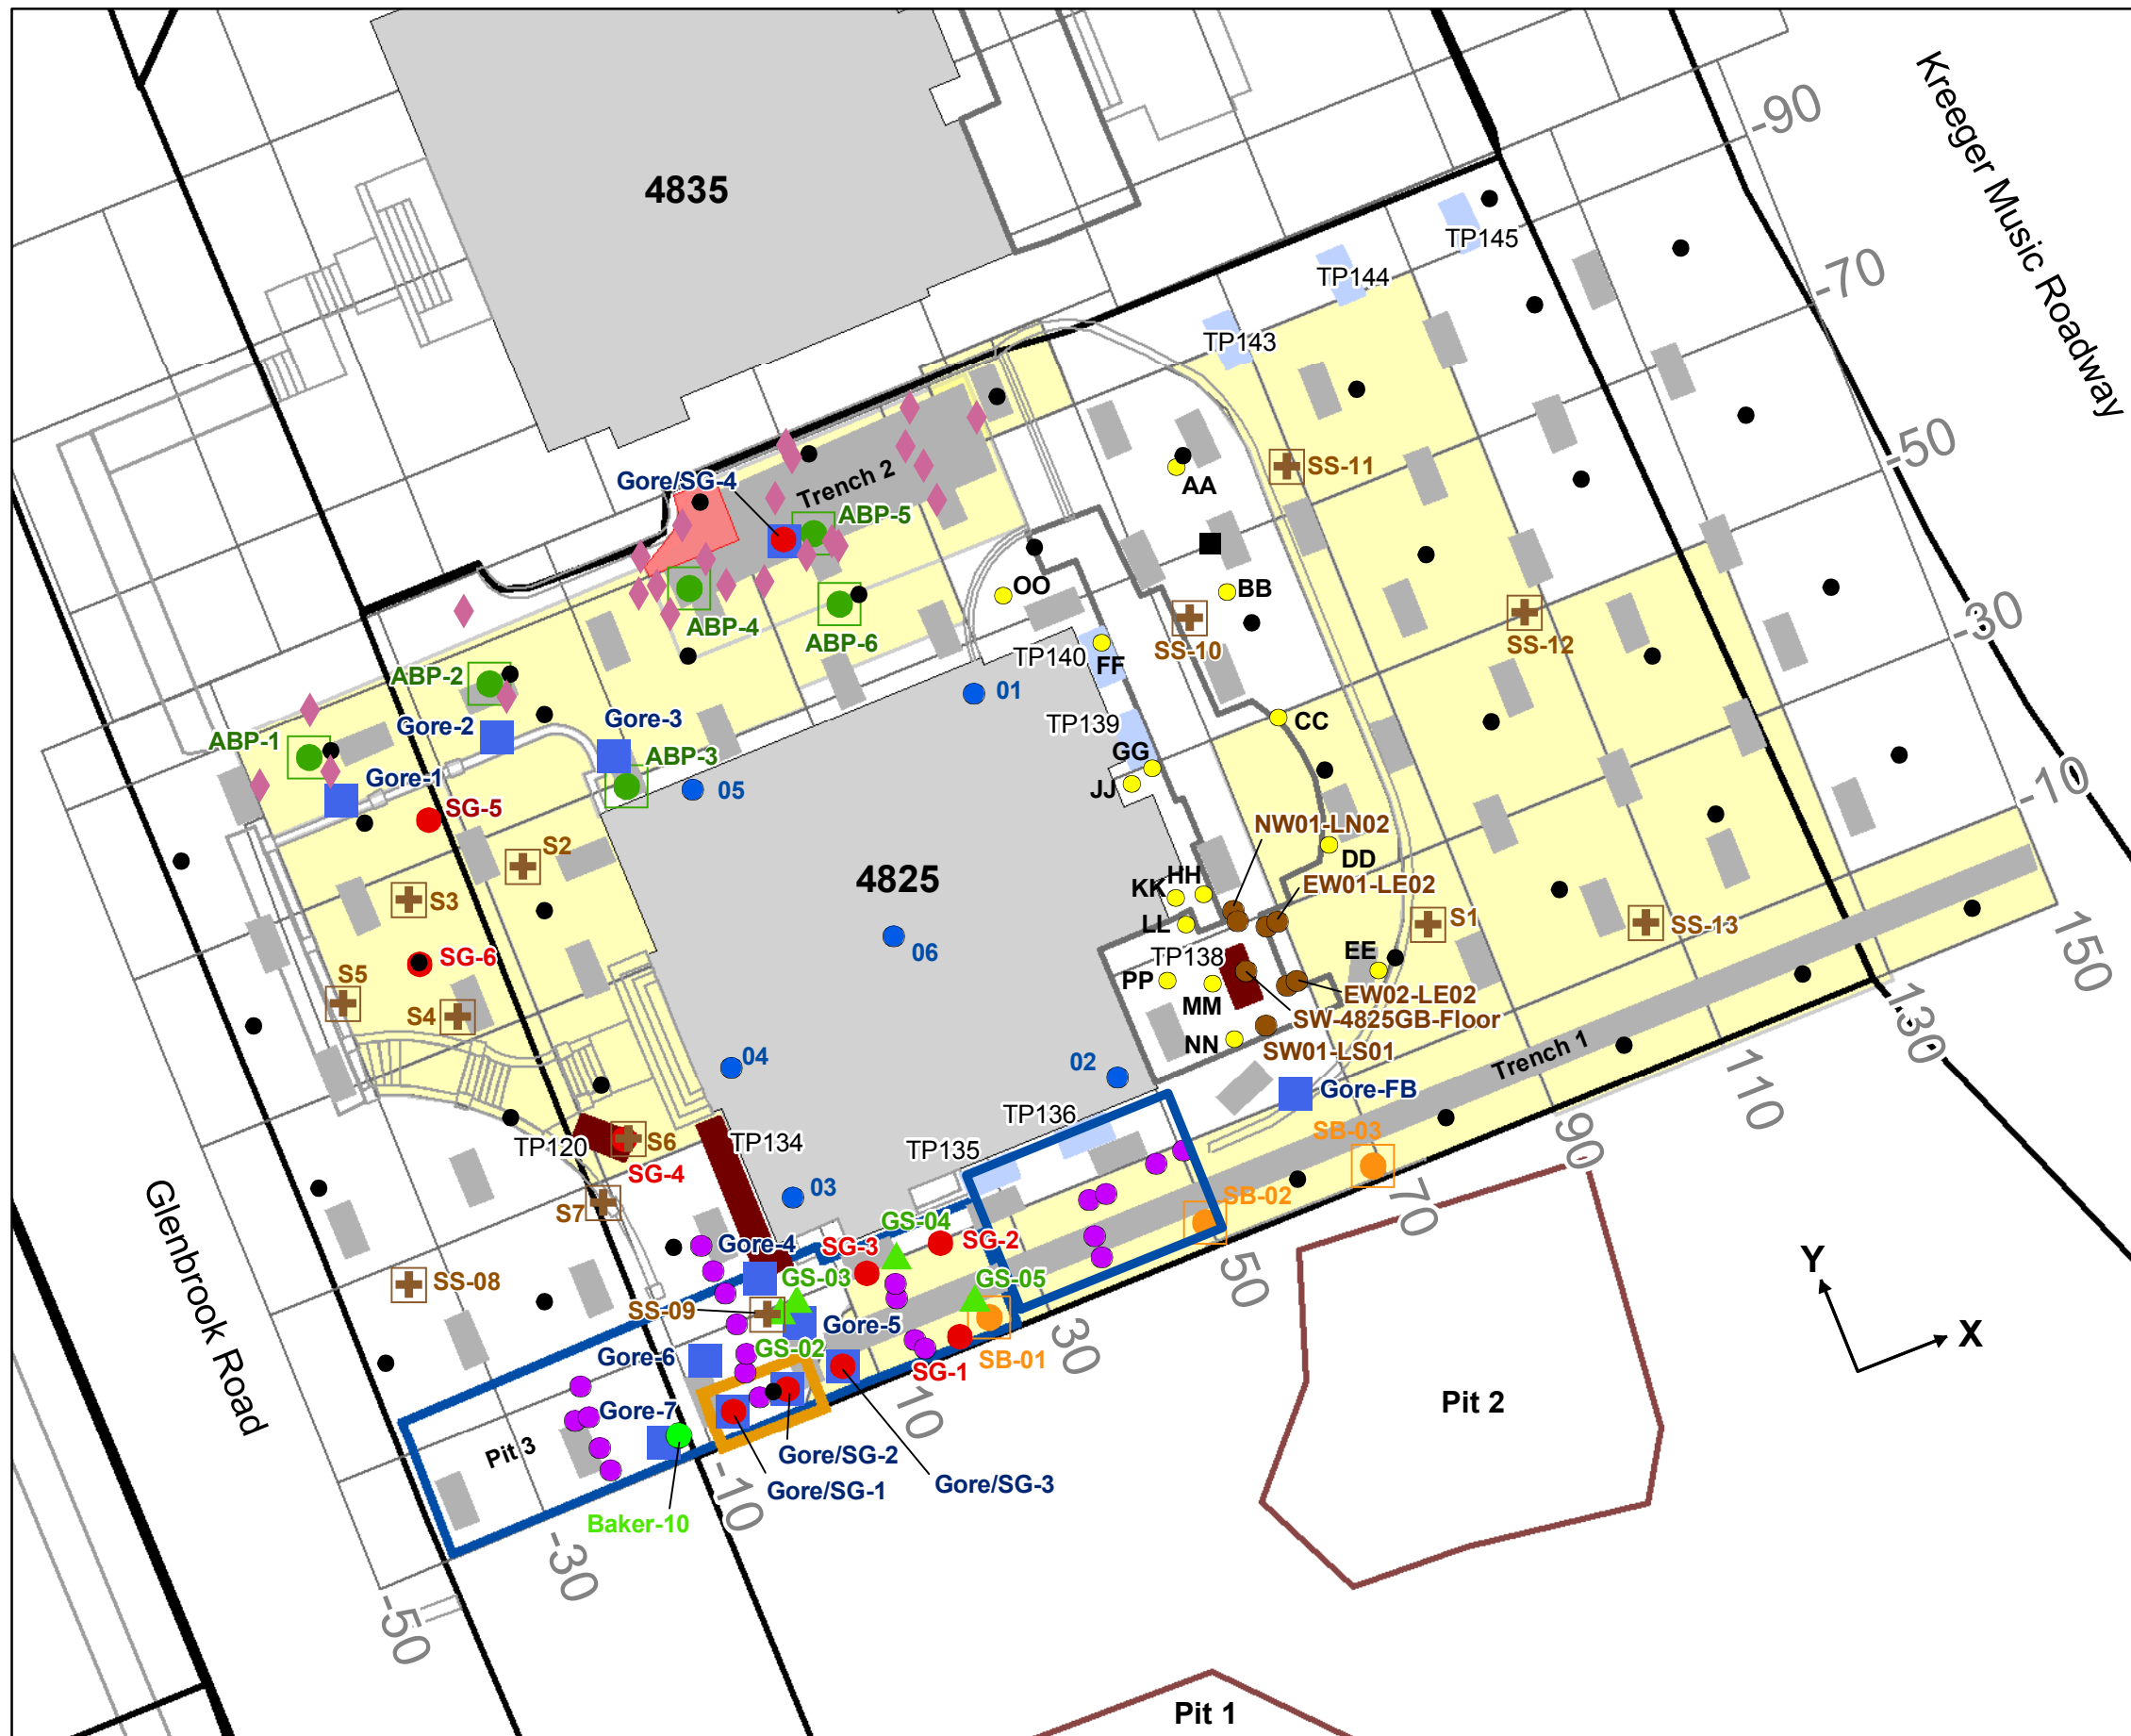 Kreeger Music Roadway
-90
4835
TP145
-70
TP144
TP143
-50
SS-11
AA
Gore/SG-4
Trench 2
ABP-5
OO
BB
-30
ABP-4
ABP-6
SS-10
SS-12
TP140
FF
ABP-2
01
Gore-2
Gore-3
TP139
CC
ABP-1
ABP-3
GG
Gore-1
05
JJ
-10
SG-5
NW01-LN02
S2
4825
DD
HH
EW01-LE02
S3
KK
LL
S1
SS-13
06
150
SG-6
TP138
EE
S5
PP
MM
EW02-LE02
S4
SW-4825GB-Floor
130
NN
SW01-LS01
04
02
Trench 1
Gore-FB
110
TP136
SB-03
90
TP120
S6
TP134
TP135
SG-4
03
SB-02
70
S7
GS-04
Glenbrook Road
Gore-4
SG-3
SG-2
Y
50
SS-08
GS-03
GS-05
SS-09
Gore-5
X
GS-02
30
Gore-6
SB-01
SG-1
10
Pit 2
Gore-7
Pit 3
Gore/SG-2
Gore/SG-1
Gore/SG-3
-10
Baker-10
-30
-50
Pit 1